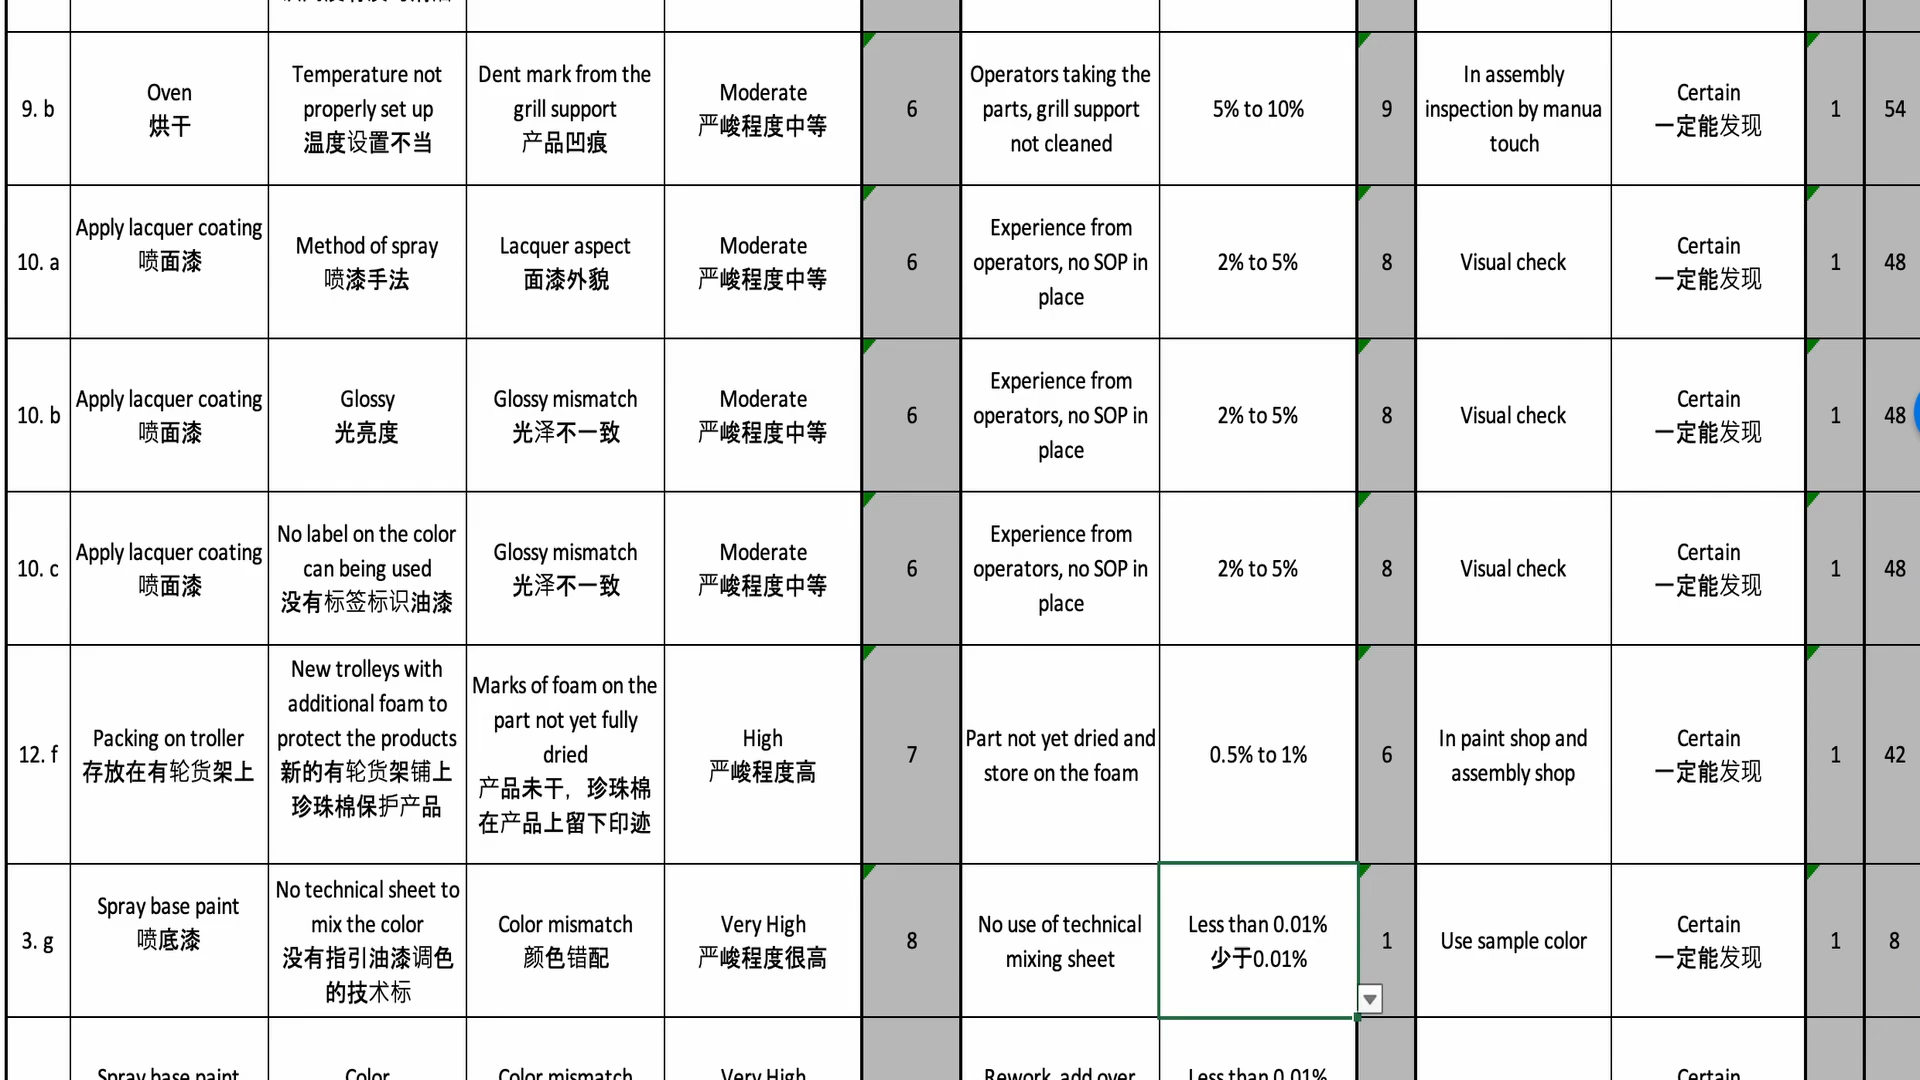 9. b
Oven
烘干
Temperature not
properly set up
温度设置不当
Dent mark from the
grill support
产品凹痕
Moderate
严峻程度中等
6
Operators taking the
parts, grill support
not cleaned
5% to 10%
9
In assembly
inspection by manua
touch
Certain
一定能发现
1
54
10. a
Apply lacquer coating
喷面漆
Method of spray
喷漆手法
Lacquer aspect
面漆外貌
Moderate
严峻程度中等
6
Experience from
operators, no SOP in
place
2% to 5%
8
Visual check
Certain
一定能发现
1
48
10. b
Apply lacquer coating
喷面漆
Glossy
光亮度
Glossy mismatch
光泽不一致
Moderate
严峻程度中等
6
Experience from
operators, no SOP in
place
2% to 5%
8
Visual check
Certain
一定能发现
1
48
10. c
Apply lacquer coating
喷面漆
No label on the color
can being used
没有标签标识油漆
Glossy mismatch
光泽不一致
Moderate
严峻程度中等
6
Experience from
operators, no SOP in
place
2% to 5%
8
Visual check
Certain
一定能发现
1
48
12. f
Packing on troller
存放在有轮货架上
New trolleys with
additional foam to
protect the products
新的有轮货架铺上
珍珠棉保护产品
Marks of foam on the
part not yet fully
dried
产品未干，珍珠棉
在产品上留下印迹
High
严峻程度高
7
Part not yet dried and
store on the foam
0.5% to 1%
6
In paint shop and
assembly shop
Certain
一定能发现
1
42
3. g
Spray base paint
喷底漆
No technical sheet to
mix the color
没有指引油漆调色
的技术标
Color mismatch
颜色错配
Very High
严峻程度很高
8
No use of technical
mixing sheet
Less than 0.01%
少于0.01%
1
Use sample color
Certain
一定能发现
1
8
Spray base paint
Color
Color mismatch
Very High
Rework, add over
Less than 0.01%
Certain